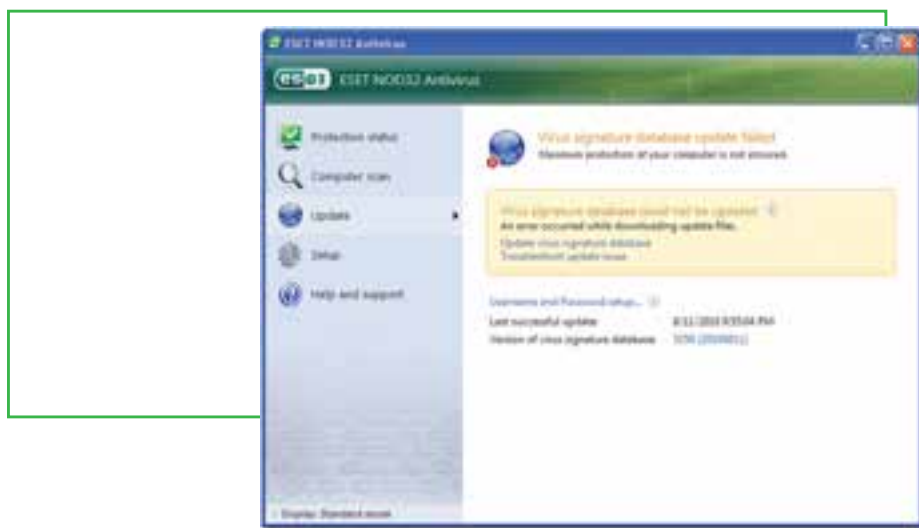 ESET NOD32 Antivirus
eset ESET NOD32 Antivirus
Protection status
Computer scan
Update
Setup
Help and support
Virus signature database update failed
Maximum protection of your computer is not ensured.
Virus signature database could not be updated
An error occurred while downloading update files.
Update virus signature database
Troubleshoot update issue
Username and Password setup...
Last successful update:
PM
Version of virus signature database:
Display: Standard mode